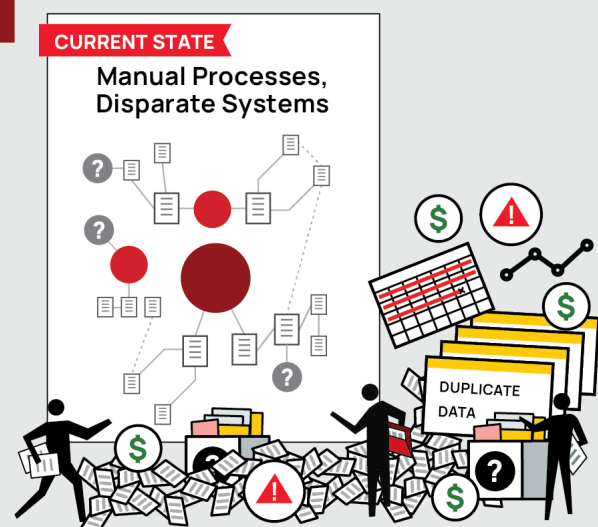 CURRENT STATE
Manual Processes,
Disparate Systems
?
?
?
$
!
$
DUPLICATE
DATA
$
?
!
?
$